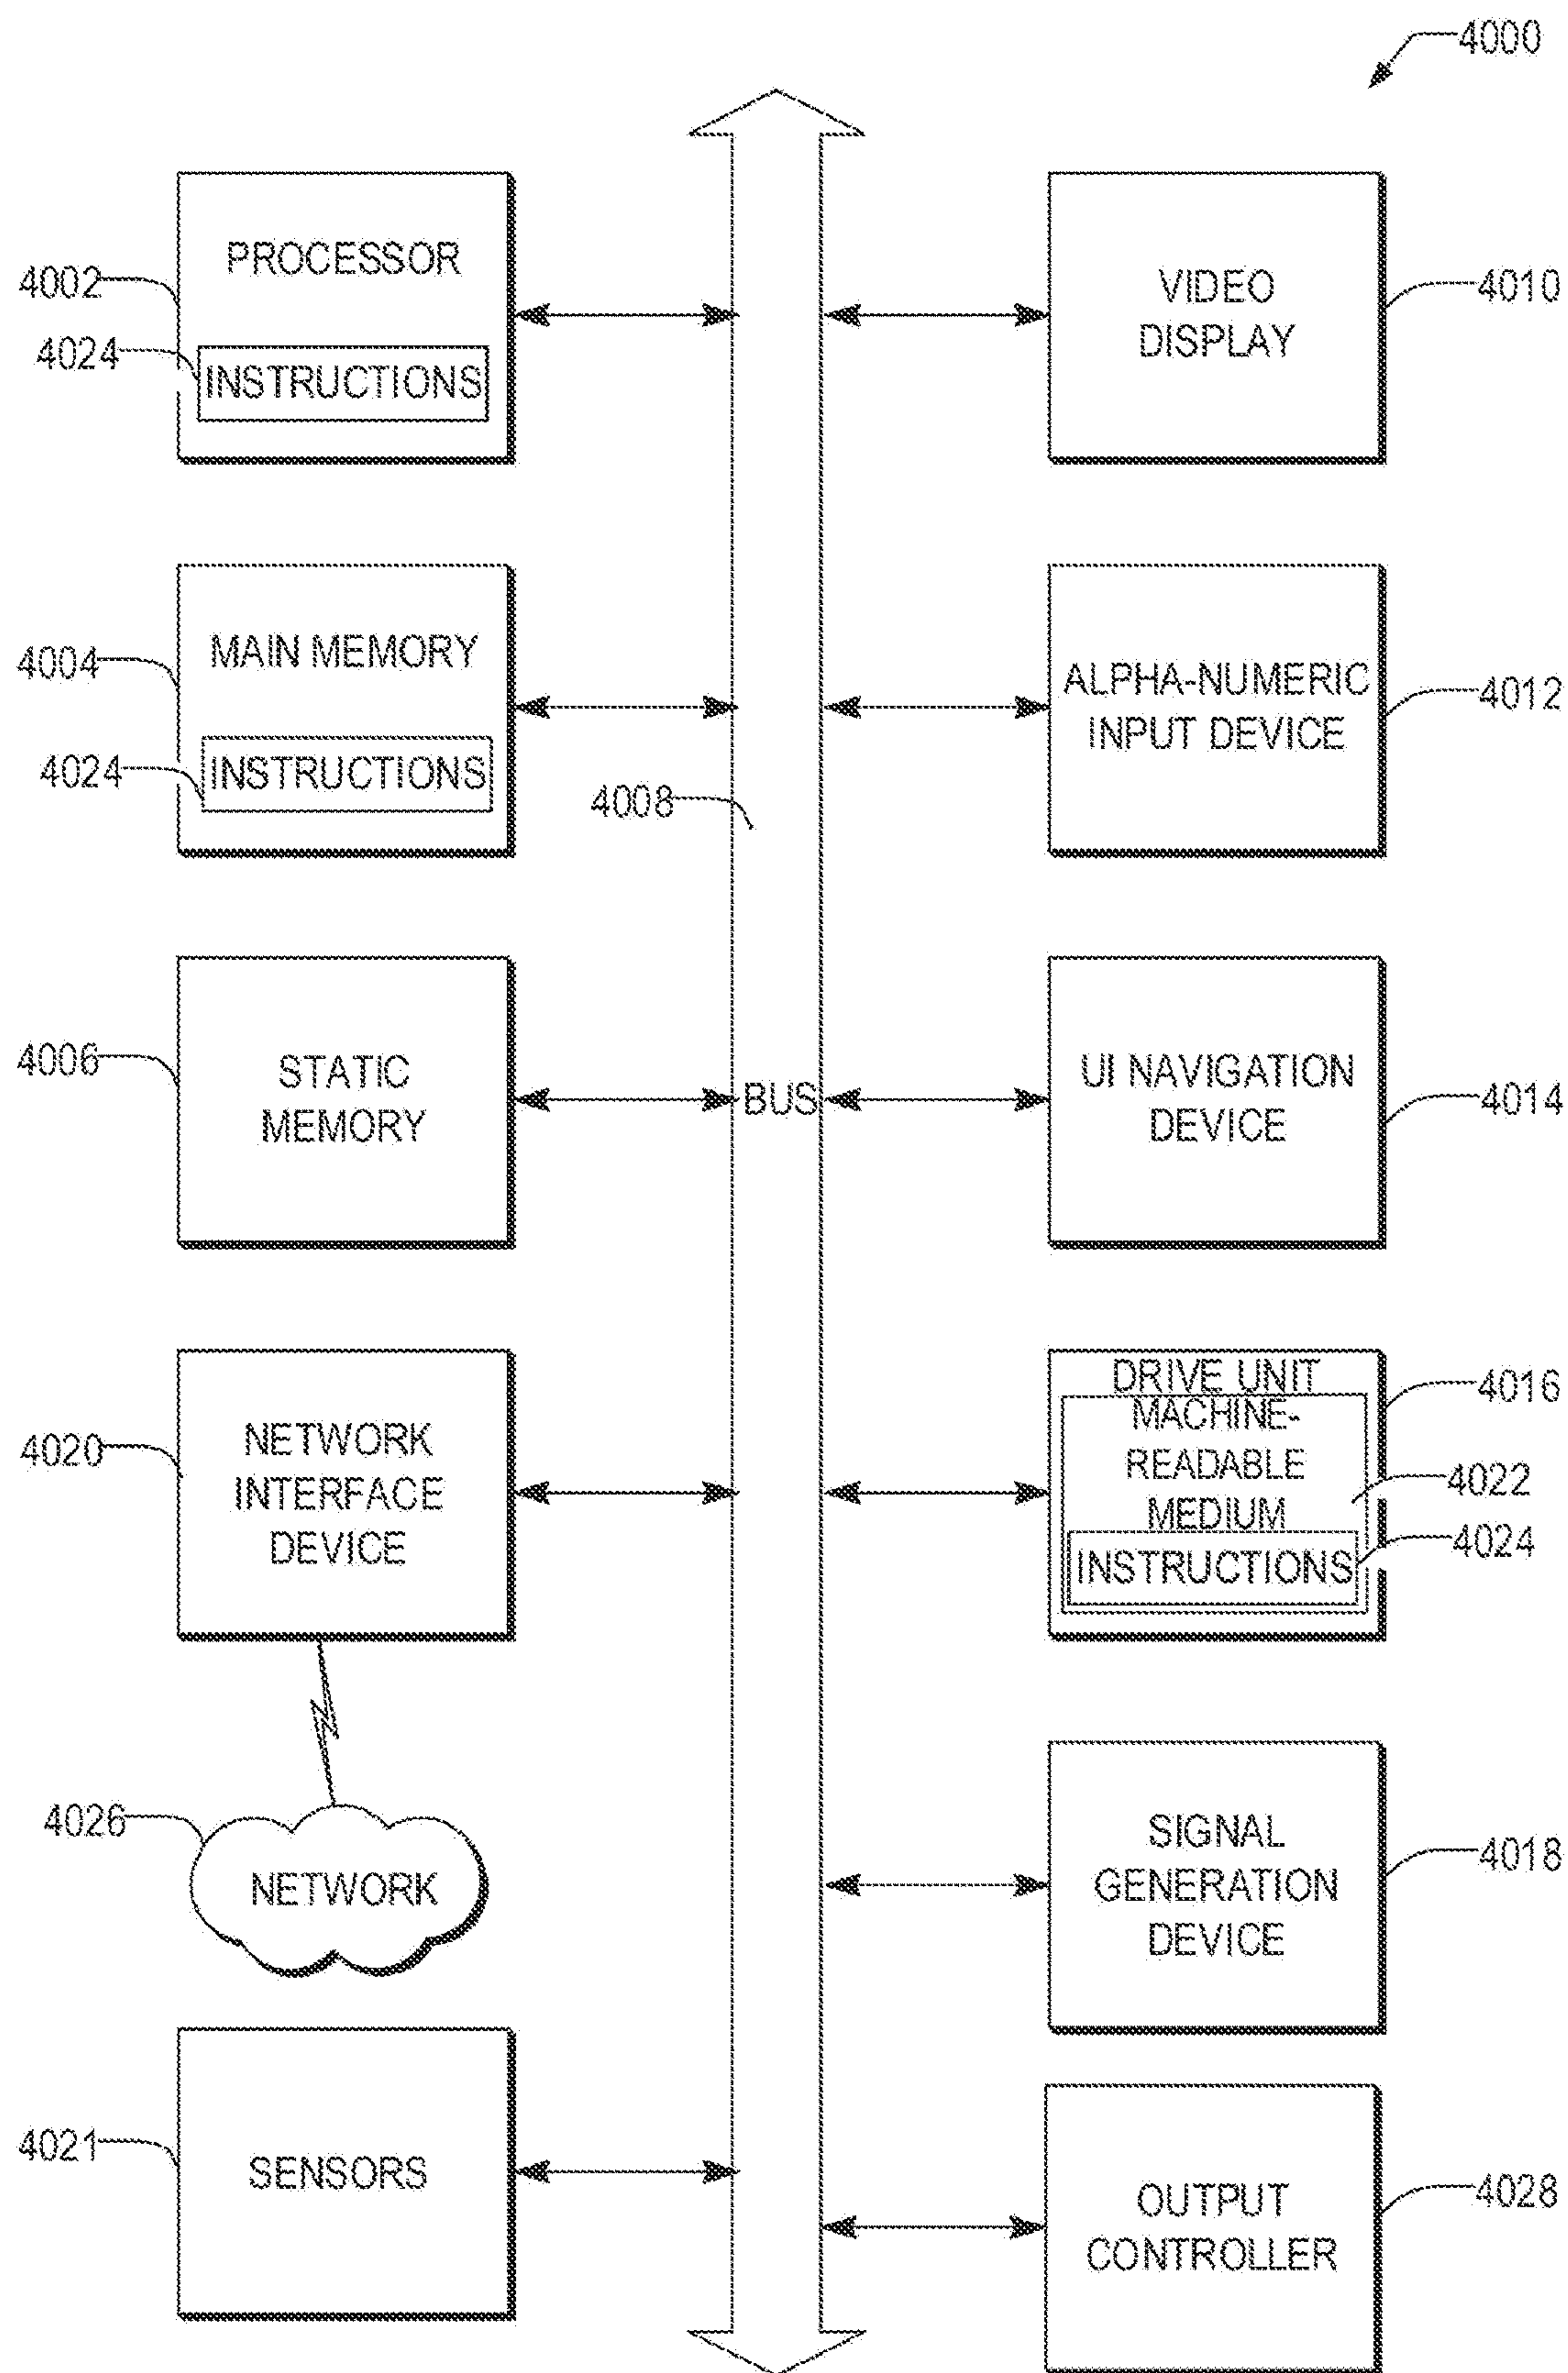 4000
PROCESSOR
4002
4024
INSTRUCTIONS
VIDEO
DISPLAY
4010
MAIN MEMORY
4004
4024
INSTRUCTIONS
4008
ALPHA-NUMERIC
INPUT DEVICE
4012
4006
STATIC
MEMORY
BUS
UI NAVIGATION
DEVICE
4014
4020
NETWORK
INTERFACE
DEVICE
DRIVE UNIT
4016
MACHINE-
READABLE
MEDIUM
4022
INSTRUCTIONS
4024
4026
NETWORK
SIGNAL
GENERATION
DEVICE
4018
4021
SENSORS
OUTPUT
CONTROLLER
4028